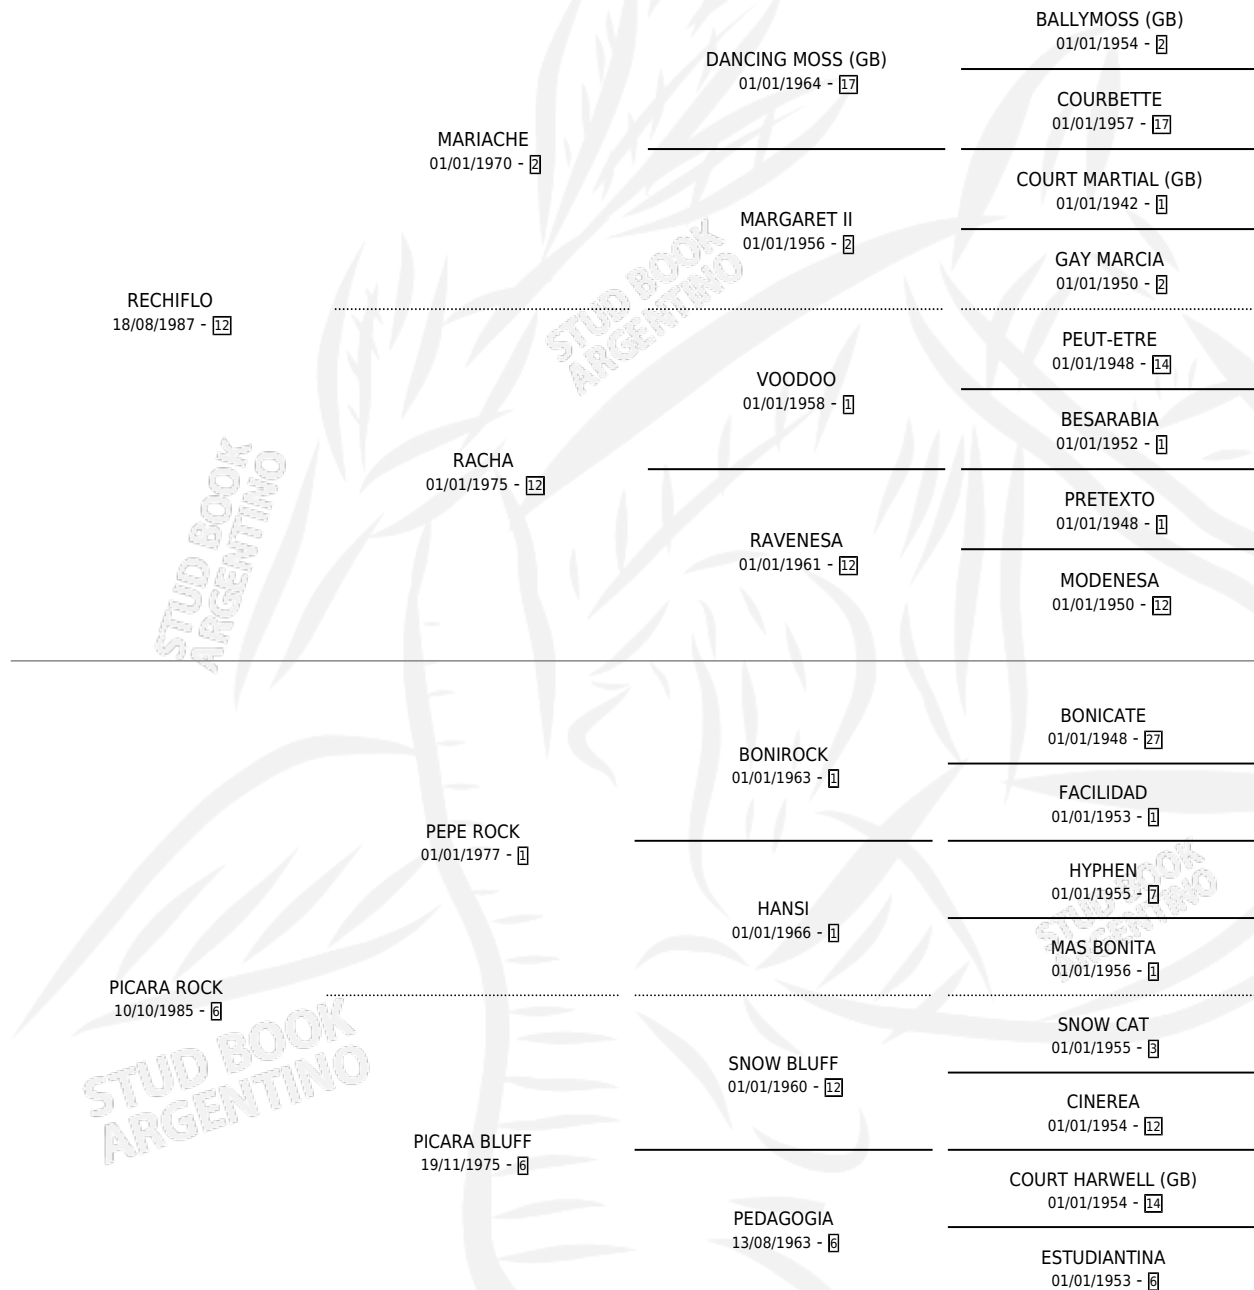 BALLYMOSS (GB)
01/01/1954 - 2
DANCING MOSS (GB)
01/01/1964 - 17
COURBETTE
01/01/1957 - 17
MARIACHE
01/01/1970 - 2
COURT MARTIAL (GB)
01/01/1942 - 1
MARGARET II
01/01/1956 - 2
GAY MARCIA
01/01/1950 - 2
RECHIFLO
18/08/1987 - 12
STUD BOOK
ARGENTINO
PEUT-ETRE
01/01/1948 - 14
VOODOO
01/01/1958 - 1
BESARABIA
01/01/1952 - 1
RACHA
01/01/1975 - 12
PRETEXTO
01/01/1948 - 1
RAVENESA
01/01/1961 - 12
MODENESA
01/01/1950 - 12
STUD BOOK
ARGENTINO
BONICATE
01/01/1948 - 27
BONIROCK
01/01/1963 - 1
FACILIDAD
01/01/1953 - 1
PEPE ROCK
01/01/1977 - 1
HYPHEN
01/01/1955 - 7
HANSI
01/01/1966 - 1
MAS BONITA
01/01/1956 - 1
STUD BOOK
ARGENTINO
PICARA ROCK
10/10/1985 - 6
SNOW CAT
01/01/1955 - 3
SNOW BLUFF
01/01/1960 - 12
CINEREA
01/01/1954 - 12
STUD BOOK
ARGENTINO
PICARA BLUFF
19/11/1975 - 6
COURT HARWELL (GB)
01/01/1954 - 14
PEDAGOGIA
13/08/1963 - 6
ESTUDIANTINA
01/01/1953 - 6